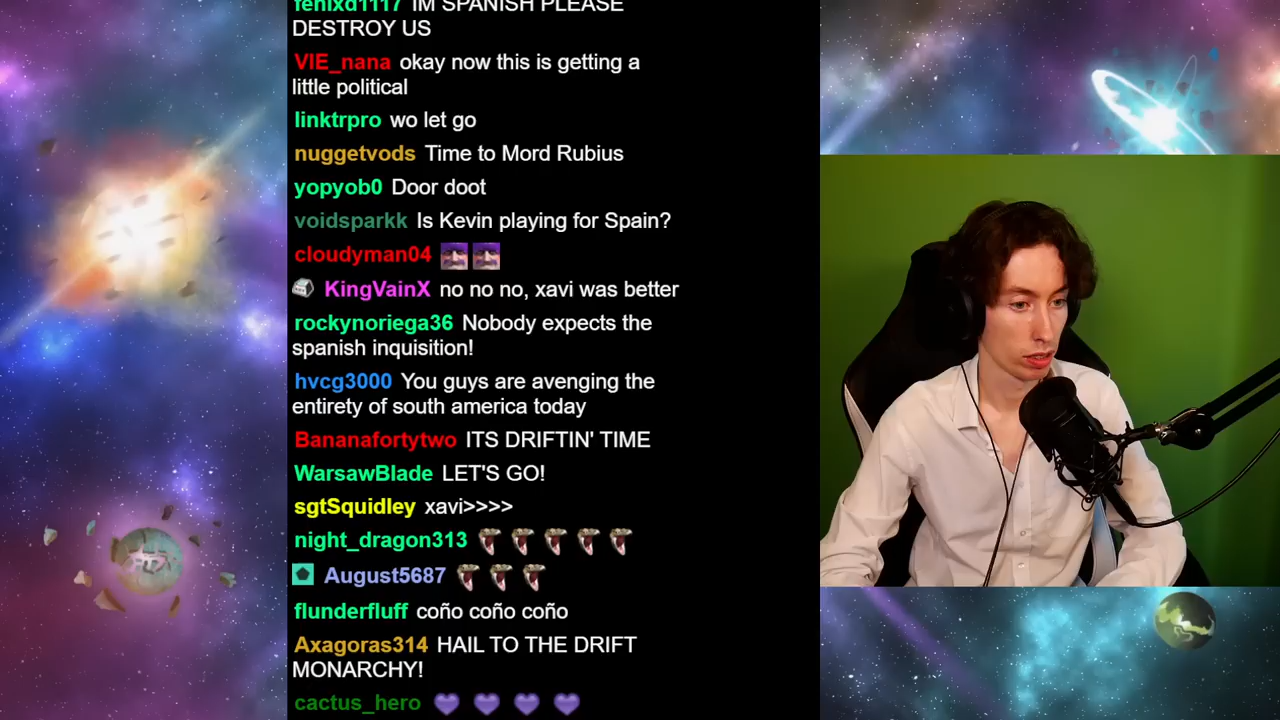 fenixd1117 IM SPANISH PLEASE
DESTROY US
VIE_nana okay now this is getting a
little political
linktrpro wo let go
nuggetvods Time to Mord Rubius
yopyob0 Door doot
voidsparkk Is Kevin playing for Spain?
cloudyman04
KingVainX no no no, xavi was better
rockynoriega36 Nobody expects the
spanish inquisition!
hvcg3000 You guys are avenging the
entirety of south america today
Bananafortytwo ITS DRIFTIN' TIME
WarsawBlade LET'S GO!
sgtSquidley xavi>>>>
night_dragon313
August5687
flunderfluff coño coño coño
Axagoras314 HAIL TO THE DRIFT
MONARCHY!
cactus_hero